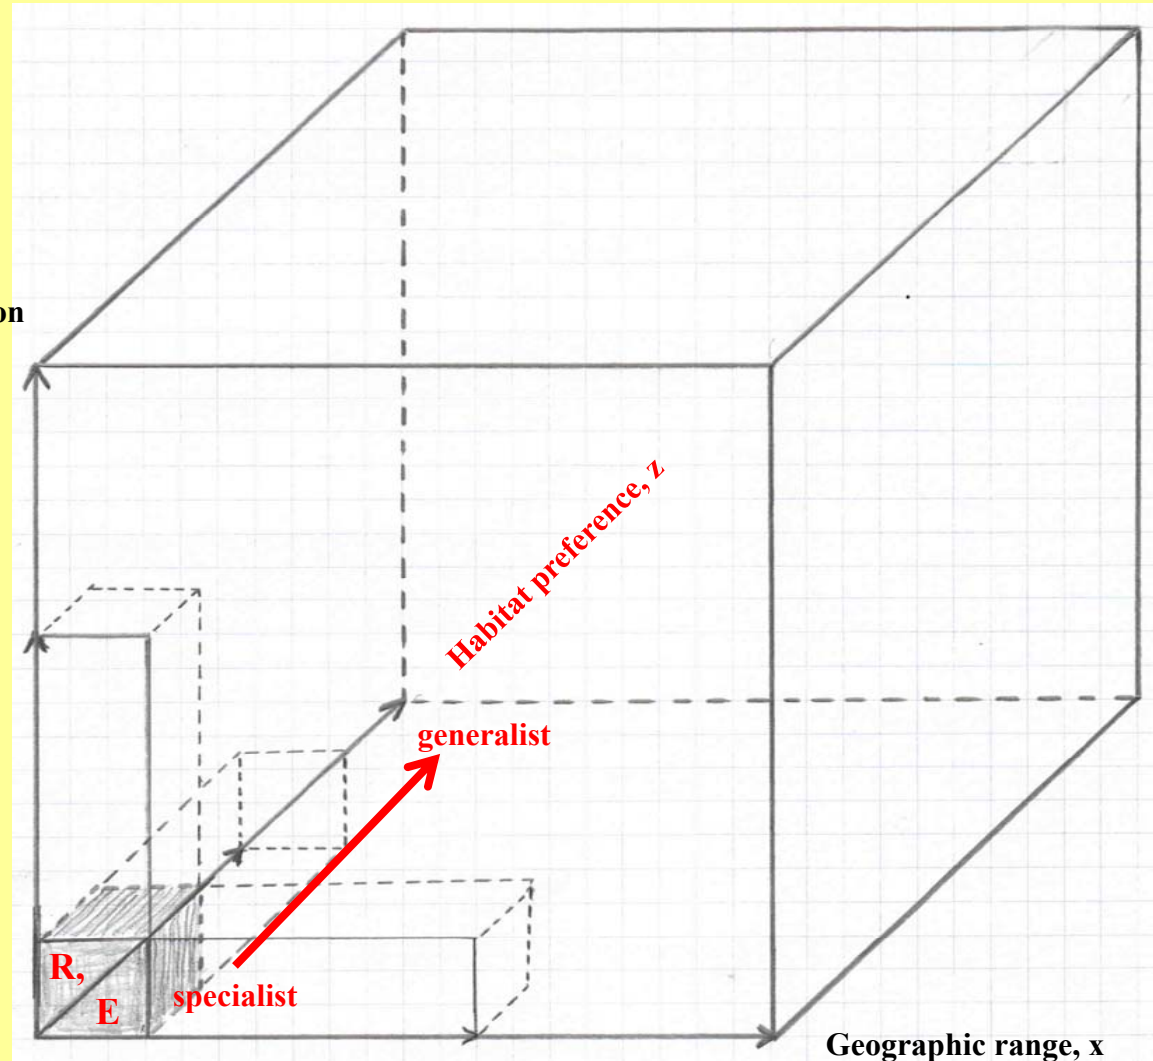 on
Habitat preference, z
generalist
R,
E
specialist
Geographic range, x